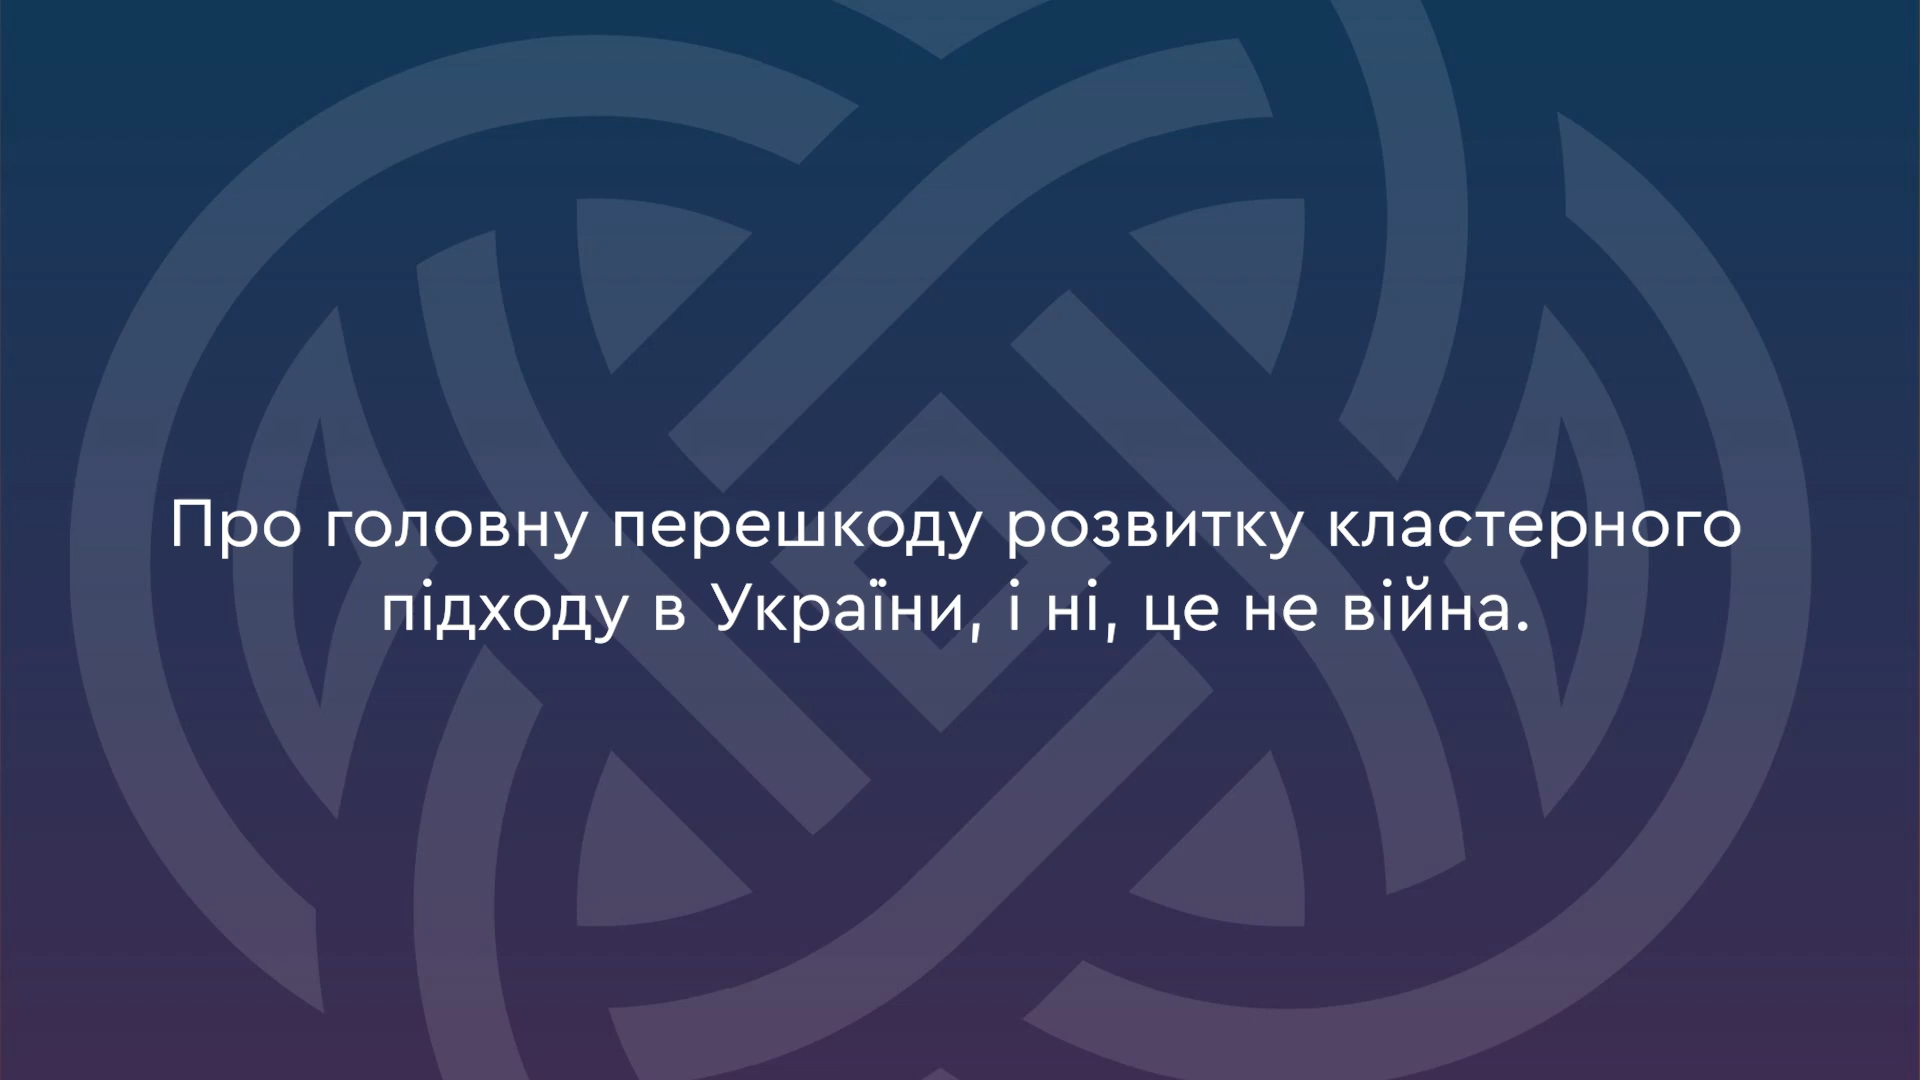 Про головну перешкоду розвитку кластерного
підходу в України, і ні, це не війна.